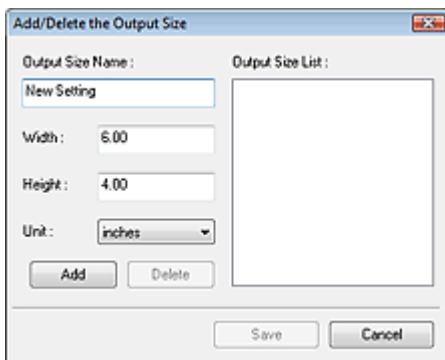 Add/Delete the Output Size
Output Size Name :
New Setting
Width :
6.00
Height :
4.00
Unit :
inches
Add
Delete
Output Size List :
Save
Cancel